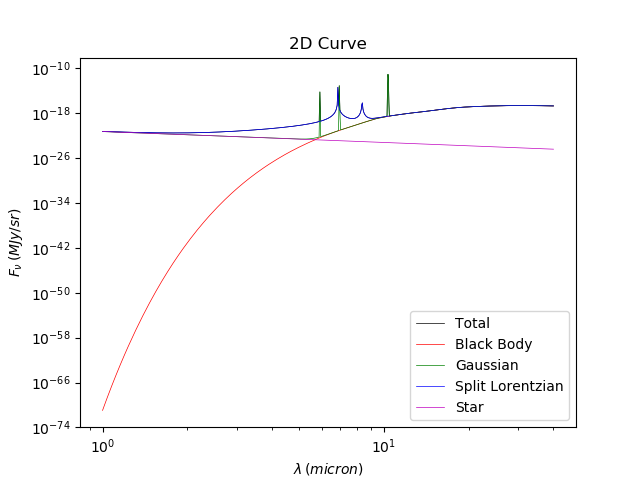 2D Curve
10^-10
10^-18
10^-26
10^-34
10^-42
10^-50
10^-58
10^-66
10^-74
F_ν (MJy/sr)
Total
Black Body
Gaussian
Split Lorentzian
Star
10^0
10^1
λ (micron)